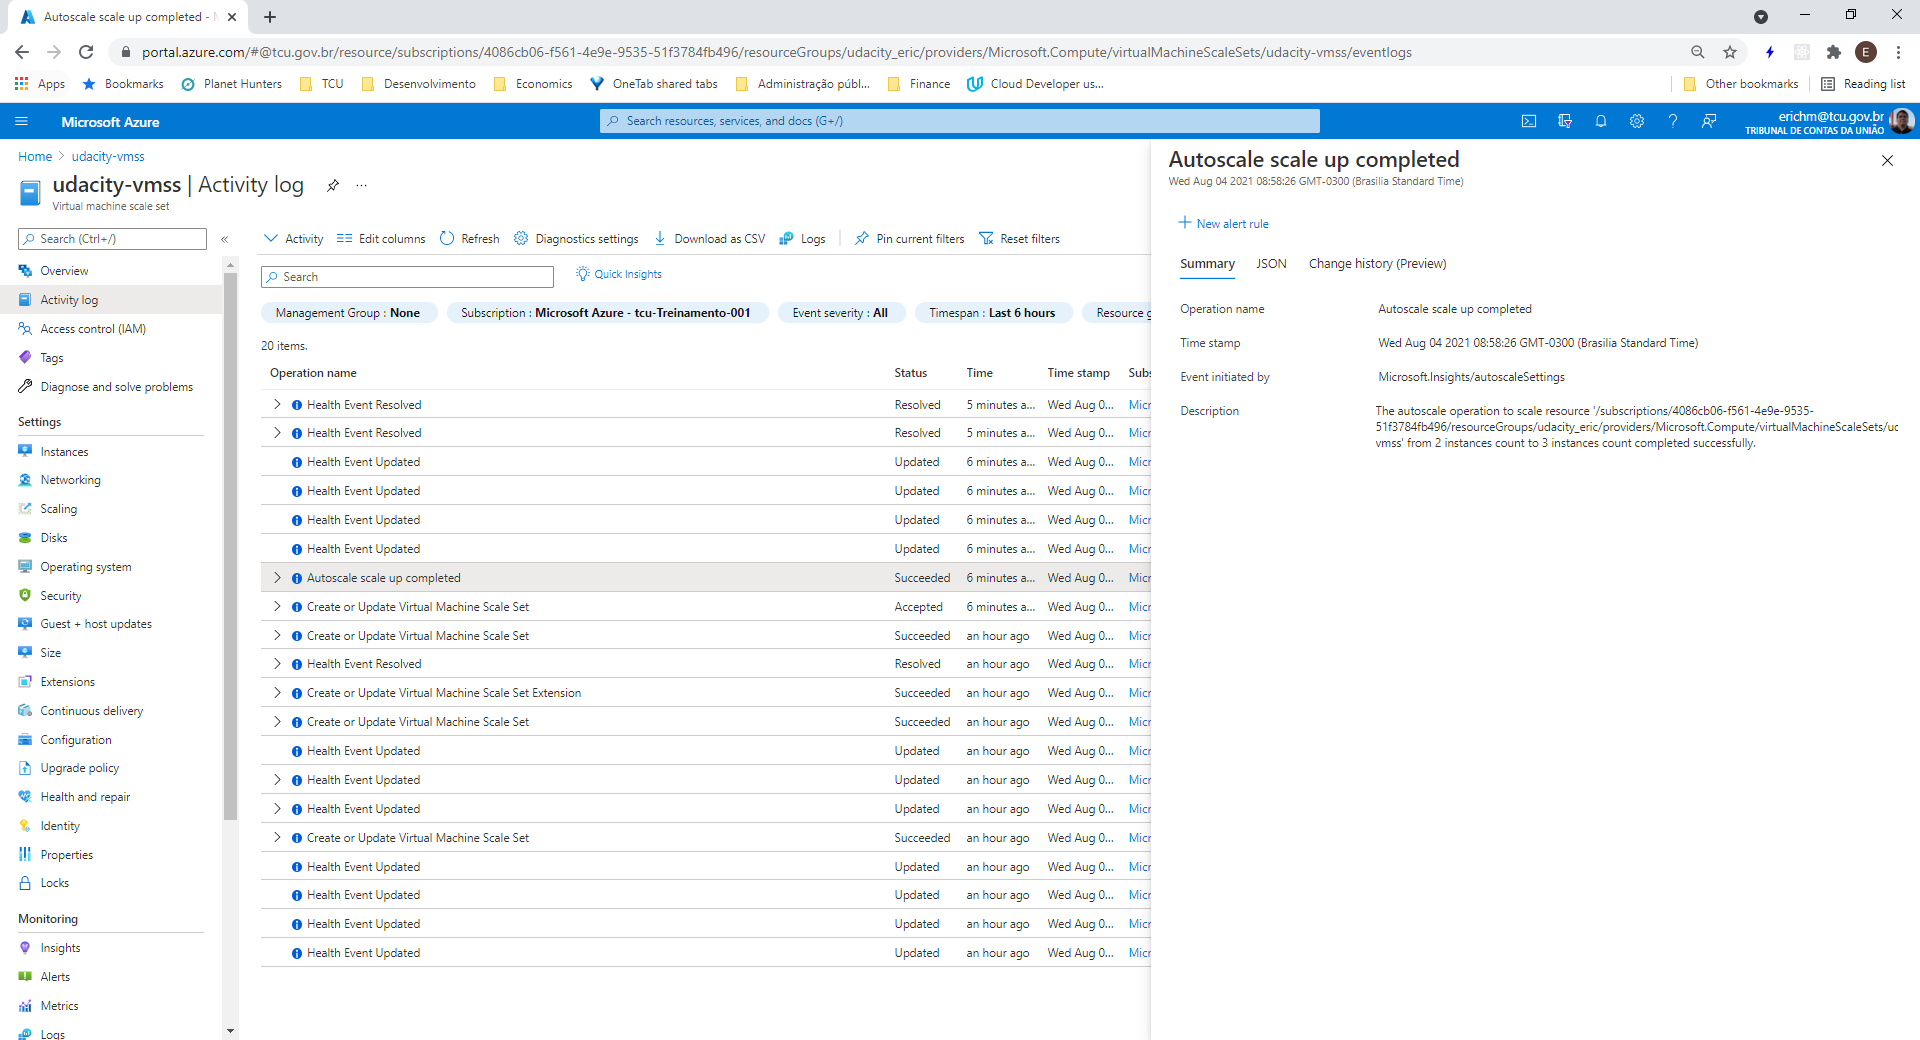 Autoscale scale up completed - M
portal.azure.com/#@tcu.gov.br/resource/subscriptions/4086cb06-f561-4e9e-9535-51f3784fb496/resourceGroups/udacity_eric/providers/Microsoft.Compute/virtualMachineScaleSets/udacity-vmss/eventlogs
E
Apps Bookmarks Planet Hunters TCU Desenvolvimento Economics OneTab shared tabs Administração públ... Finance Cloud Developer us... Other bookmarks Reading list
Microsoft Azure
Search resources, services, and docs (G+/)
erichm@tcu.gov.br
TRIBUNAL DE CONTAS DA UNIÃO
Home > udacity-vmss
udacity-vmss | Activity log ...
Virtual machine scale set
Search (Ctrl+/) «
Overview
Activity log
Access control (IAM)
Tags
Diagnose and solve problems
Settings
Instances
Networking
Scaling
Disks
Operating system
Security
Guest + host updates
Size
Extensions
Continuous delivery
Configuration
Upgrade policy
Health and repair
Identity
Properties
Locks
Monitoring
Insights
Alerts
Metrics
Logs
Activity Edit columns Refresh Diagnostics settings Download as CSV Logs Pin current filters Reset filters
Search Quick Insights
Management Group : None Subscription : Microsoft Azure - tcu-Treinamento-001 Event severity : All Timespan : Last 6 hours Resource g
20 items.
Operation name Status Time Time stamp Subs
Health Event Resolved Resolved 5 minutes a... Wed Aug 0... Micr
Health Event Resolved Resolved 5 minutes a... Wed Aug 0... Micr
Health Event Updated Updated 6 minutes a... Wed Aug 0... Micr
Health Event Updated Updated 6 minutes a... Wed Aug 0... Micr
Health Event Updated Updated 6 minutes a... Wed Aug 0... Micr
Health Event Updated Updated 6 minutes a... Wed Aug 0... Micr
Autoscale scale up completed Succeeded 6 minutes a... Wed Aug 0... Micr
Create or Update Virtual Machine Scale Set Accepted 6 minutes a... Wed Aug 0... Micr
Create or Update Virtual Machine Scale Set Succeeded an hour ago Wed Aug 0... Micr
Health Event Resolved Resolved an hour ago Wed Aug 0... Micr
Create or Update Virtual Machine Scale Set Extension Succeeded an hour ago Wed Aug 0... Micr
Create or Update Virtual Machine Scale Set Succeeded an hour ago Wed Aug 0... Micr
Health Event Updated Updated an hour ago Wed Aug 0... Micr
Health Event Updated Updated an hour ago Wed Aug 0... Micr
Health Event Updated Updated an hour ago Wed Aug 0... Micr
Create or Update Virtual Machine Scale Set Succeeded an hour ago Wed Aug 0... Micr
Health Event Updated Updated an hour ago Wed Aug 0... Micr
Health Event Updated Updated an hour ago Wed Aug 0... Micr
Health Event Updated Updated an hour ago Wed Aug 0... Micr
Health Event Updated Updated an hour ago Wed Aug 0... Micr
Autoscale scale up completed
Wed Aug 04 2021 08:58:26 GMT-0300 (Brasilia Standard Time)
New alert rule
Summary JSON Change history (Preview)
Operation name Autoscale scale up completed
Time stamp Wed Aug 04 2021 08:58:26 GMT-0300 (Brasilia Standard Time)
Event initiated by Microsoft.Insights/autoscaleSettings
Description The autoscale operation to scale resource '/subscriptions/4086cb06-f561-4e9e-9535-
51f3784fb496/resourceGroups/udacity_eric/providers/Microsoft.Compute/virtualMachineScaleSets/uc
vmss' from 2 instances count to 3 instances count completed successfully.